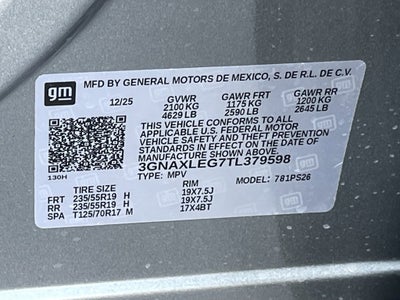 gm
MFD BY GENERAL MOTORS DE MEXICO, S. DE R.L. DE C.V.
12/25 GVWR GAWR FRT GAWR RR
2100 KG 1175 KG 1200 KG
4629 LB 2590 LB 2645 LB
THIS VEHICLE CONFORMS TO ALL
APPLICABLE U.S. FEDERAL MOTOR
VEHICLE SAFETY AND THEFT PREVENTION
STANDARDS IN EFFECT ON THE DATE OF
MANUFACTURE SHOWN ABOVE.
3GNAXLEG7TL379598
130H TYPE: MPV MODEL: 781PS26
TIRE SIZE RIM
FRT 235/55R19 H 19X7.5J
RR 235/55R19 H 19X7.5J
SPA T125/70R17 M 17X4BT